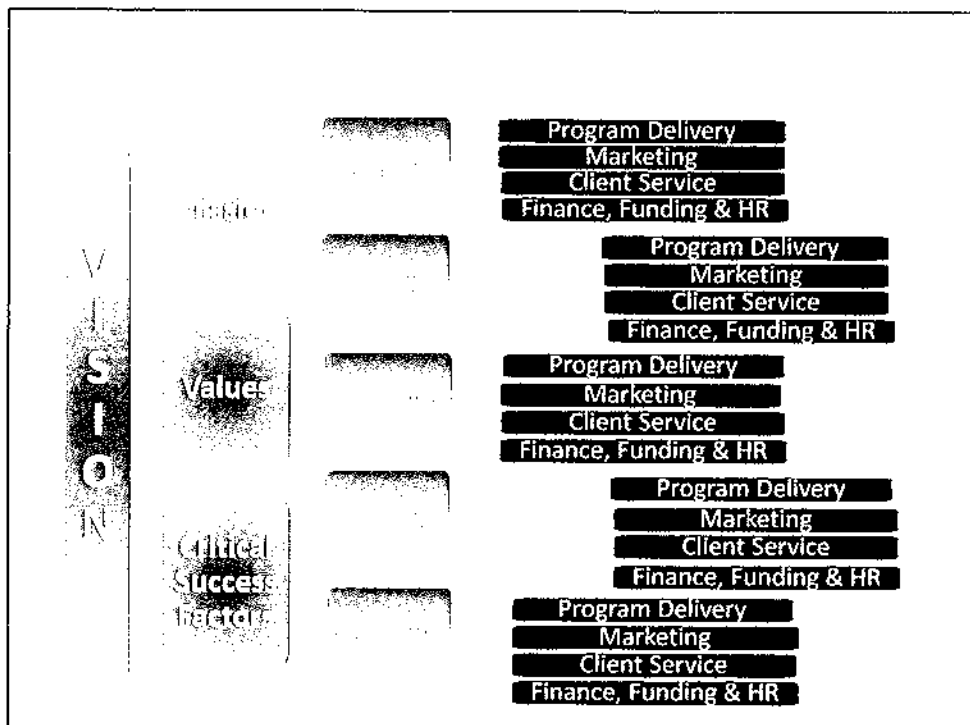 VISION
Values
Critical
Success
Factors
Program Delivery
Marketing
Client Service
Finance, Funding & HR
Program Delivery
Marketing
Client Service
Finance, Funding & HR
Program Delivery
Marketing
Client Service
Finance, Funding & HR
Program Delivery
Marketing
Client Service
Finance, Funding & HR
Program Delivery
Marketing
Client Service
Finance, Funding & HR